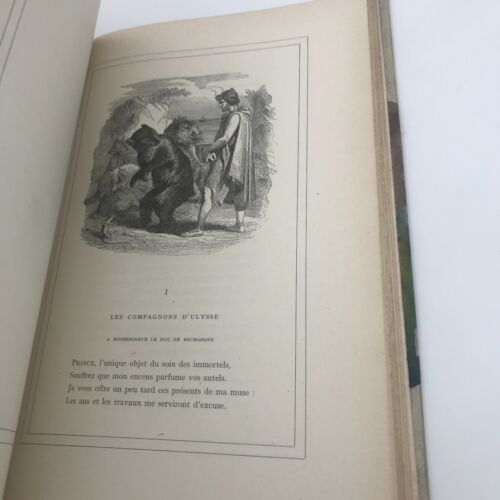 I
LES COMPAGNONS D'ULYSSE
A MONSEIGNEUR LE DUC DE BOURGOGNE
PRINCE, l'unique objet du soin des immortels,
Souffrez que mon encens parfume vos autels.
Je vous offre un peu tard ces présents de ma muse :
Les ans et les travaux me serviront d'excuse.